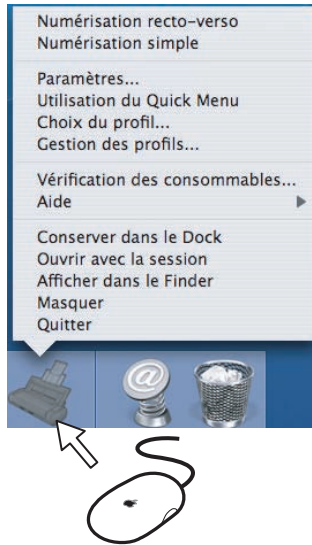 Numérisation recto-verso
Numérisation simple
Paramètres...
Utilisation du Quick Menu
Choix du profil...
Gestion des profils...
Vérification des consommables...
Aide
Conserver dans le Dock
Ouvrir avec la session
Afficher dans le Finder
Masquer
Quitter
@